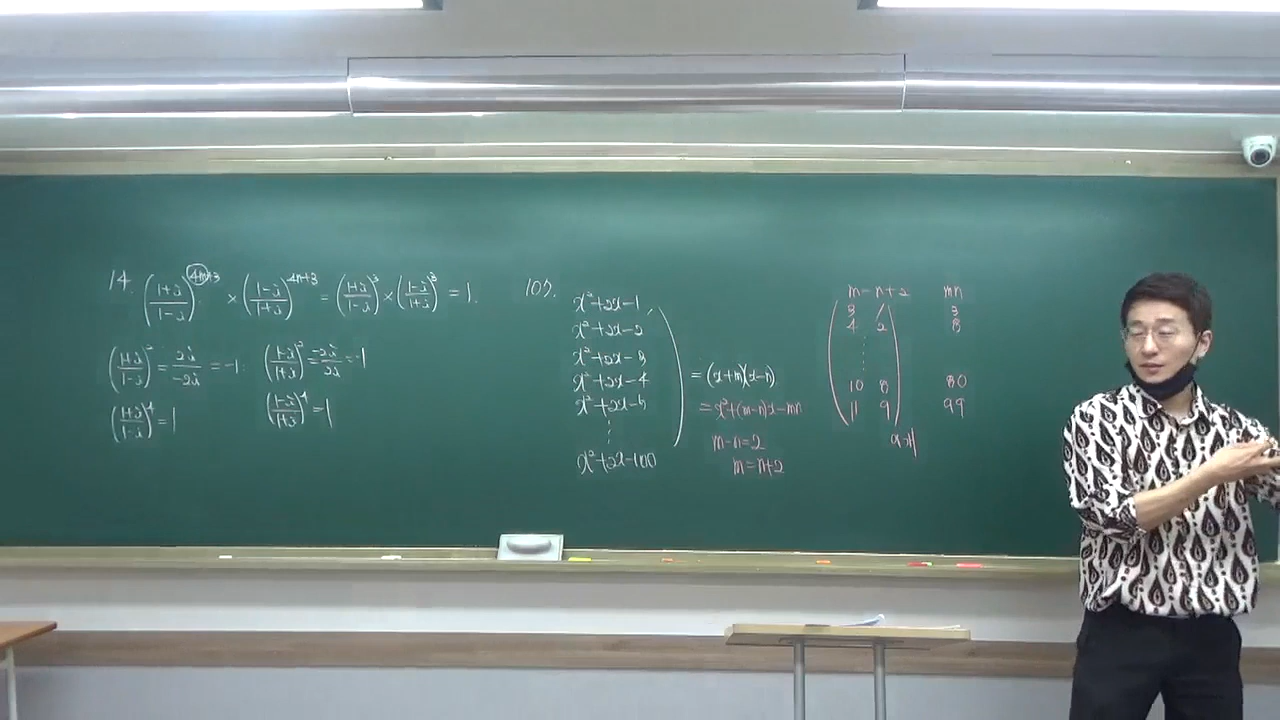 14. ((1+i)/(1-i))^(4n+3) × ((1-i)/(1+i))^(4n+3) = ((1+i)/(1-i))^3 × ((1-i)/(1+i))^3 = 1.
((1+i)/(1-i))^2 = 2i/-2i = -1. ((1-i)/(1+i))^2 = -2i/2i = -1
((1+i)/(1-i))^4 = 1 ((1-i)/(1+i))^4 = 1
x²+2x-1
x²+2x-2
x²+2x-3
x²+2x-4
x²+2x-5
⋮
x²+2x-100
= (x+m)(x-n)
= x²+(m-n)x-mn
m-n=2
m=n+2
m=n+2 mn
3 1 3
4 2 8
⋮
10 8 80
11 9 99
9개